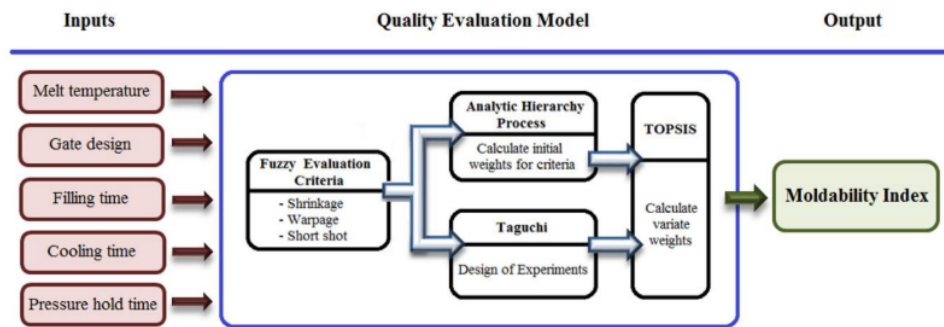 Inputs
Quality Evaluation Model
Output
Melt temperature
Gate design
Filling time
Cooling time
Pressure hold time
Fuzzy Evaluation
Criteria
- Shrinkage
- Warpage
- Short shot
Analytic Hierarchy
Process
Calculate initial
weights for criteria
Taguchi
Design of Experiments
TOPSIS
Calculate
variate
weights
Moldability Index